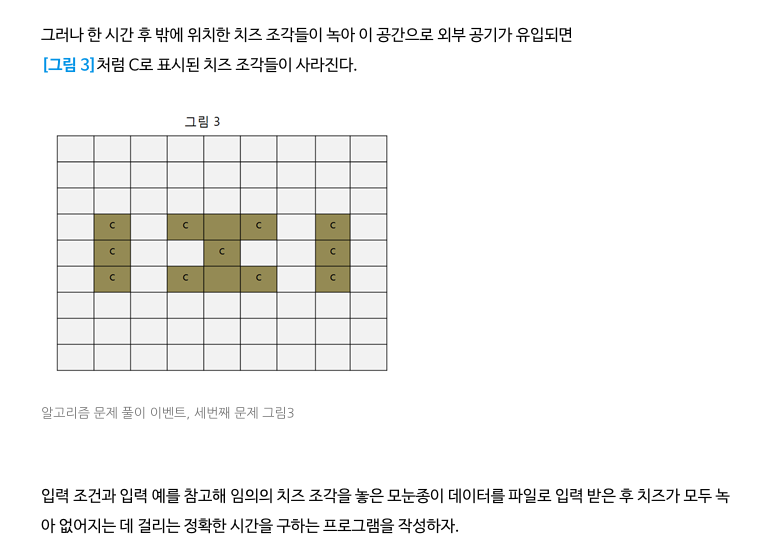 그러나 한 시간 후 밖에 위치한 치즈 조각들이 녹아 이 공간으로 외부 공기가 유입되면
[그림 3]처럼 C로 표시된 치즈 조각들이 사라진다.
그림 3
C C C C
C C C
C C C C
알고리즘 문제 풀이 이벤트, 세번째 문제 그림3
입력 조건과 입력 예를 참고해 임의의 치즈 조각을 놓은 모눈종이 데이터를 파일로 입력 받은 후 치즈가 모두 녹
아 없어지는 데 걸리는 정확한 시간을 구하는 프로그램을 작성하자.